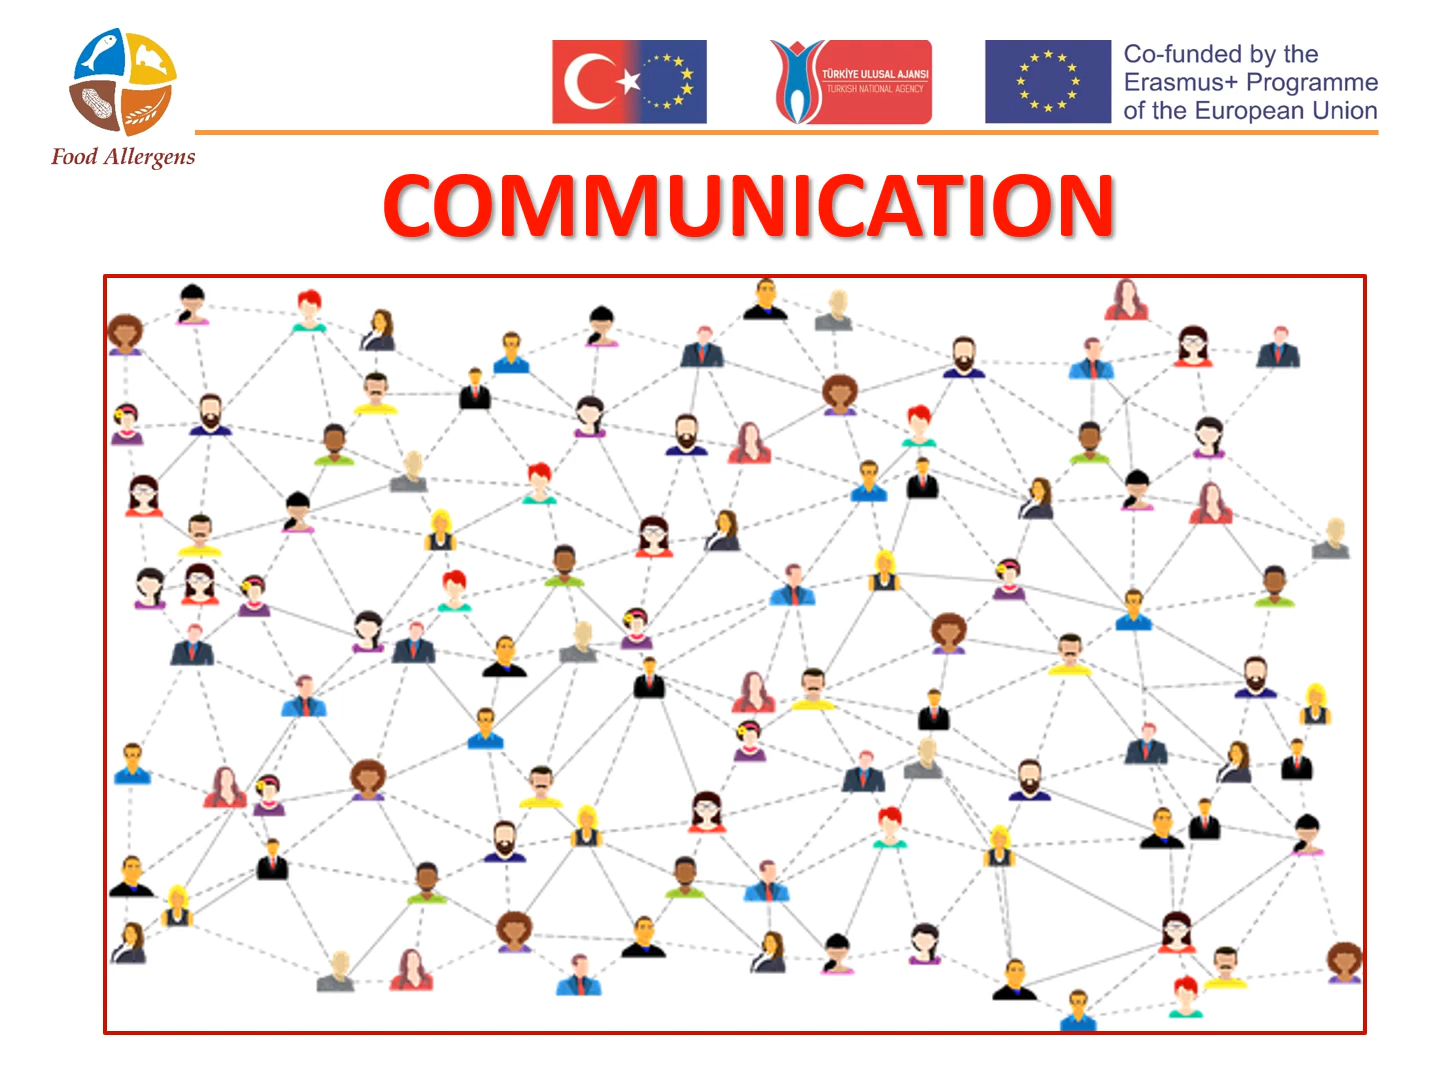 Food Allergens
TÜRKİYE ULUSAL AJANSI
TURKISH NATIONAL AGENCY
Co-funded by the
Erasmus+ Programme
of the European Union
COMMUNICATION